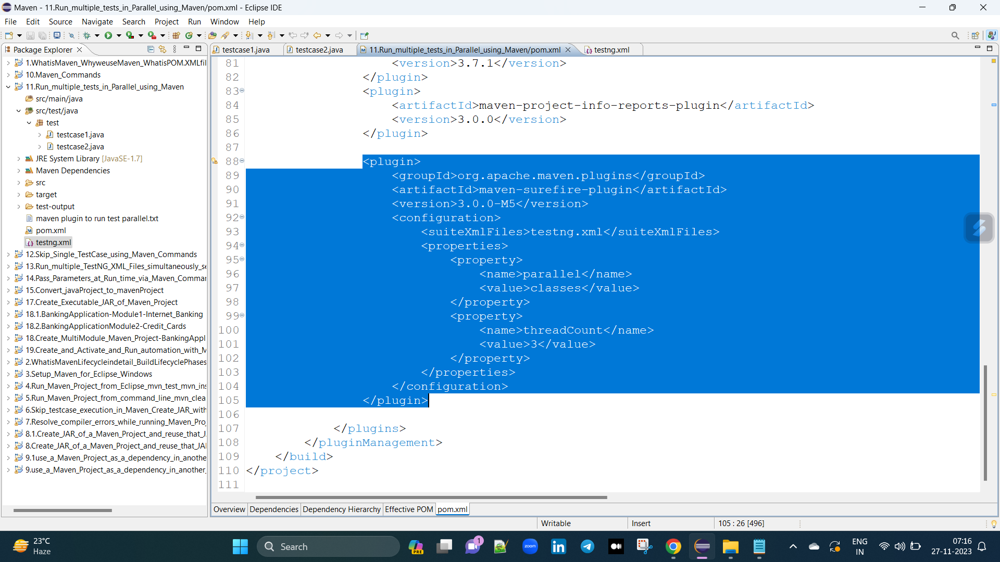 Maven - 11.Run_multiple_tests_in_Parallel_using_Maven/pom.xml - Eclipse IDE
File Edit Source Navigate Search Project Run Window Help
Package Explorer
testcase1.java
testcase2.java
11.Run_multiple_tests_in_Parallel_using_Maven/pom.xml
testng.xml
1.WhatisMaven_WhyweuseMaven_WhatisPOM.XMLfil
10.Maven_Commands
11.Run_multiple_tests_in_Parallel_using_Maven
src/main/java
src/test/java
test
testcase1.java
testcase2.java
JRE System Library [JavaSE-1.7]
Maven Dependencies
src
target
test-output
maven plugin to run test parallel.txt
pom.xml
testng.xml
12.Skip_Single_TestCase_using_Maven_Commands
13.Run_multiple_TestNG_XML_Files_simultaneously_se
14.Pass_Parameters_at_Run_time_via_Maven_Comman
15.Convert_javaProject_to_mavenProject
17.Create_Executable_JAR_of_Maven_Project
18.1.BankingApplication-Module1-Internet_Banking
18.2.BankingApplicationModule2-Credit_Cards
18.Create_MultiModule_Maven_Project-BankingAppl
19.Create_and_Activate_and_Run_automation_with_M
2.WhatisMavenLifecycleindetail_BuildLifecyclePhases
3.Setup_Maven_for_Eclipse_Windows
4.Run_Maven_Project_from_Eclipse_mvn_test_mvn_ins
5.Run_Maven_Project_from_command_line_mvn_clea
6.Skip_testcase_execution_in_Maven_Create_JAR_with
7.Resolve_compiler_errors_while_running_Maven_Pro
8.1.Create_JAR_of_a_Maven_Project_and_reuse_that_J
8.Create_JAR_of_a_Maven_Project_and_reuse_that_JA
9.1use_a_Maven_Project_as_a_dependency_in_anothe
9.use_a_Maven_Project_as_a_dependency_in_another
81 <version>3.7.1</version>
82 </plugin>
83 <plugin>
84 <artifactId>maven-project-info-reports-plugin</artifactId>
85 <version>3.0.0</version>
86 </plugin>
87
88 <plugin>
89 <groupId>org.apache.maven.plugins</groupId>
90 <artifactId>maven-surefire-plugin</artifactId>
91 <version>3.0.0-M5</version>
92 <configuration>
93 <suiteXmlFiles>testng.xml</suiteXmlFiles>
94 <properties>
95 <property>
96 <name>parallel</name>
97 <value>classes</value>
98 </property>
99 <property>
100 <name>threadCount</name>
101 <value>3</value>
102 </property>
103 </properties>
104 </configuration>
105 </plugin>
106
107 </plugins>
108 </pluginManagement>
109 </build>
110 </project>
111
Overview Dependencies Dependency Hierarchy Effective POM pom.xml
Writable Insert 105 : 26 [496]
23°C
Haze
Search
PRE
1
zoom
ENG
IN
07:16
27-11-2023